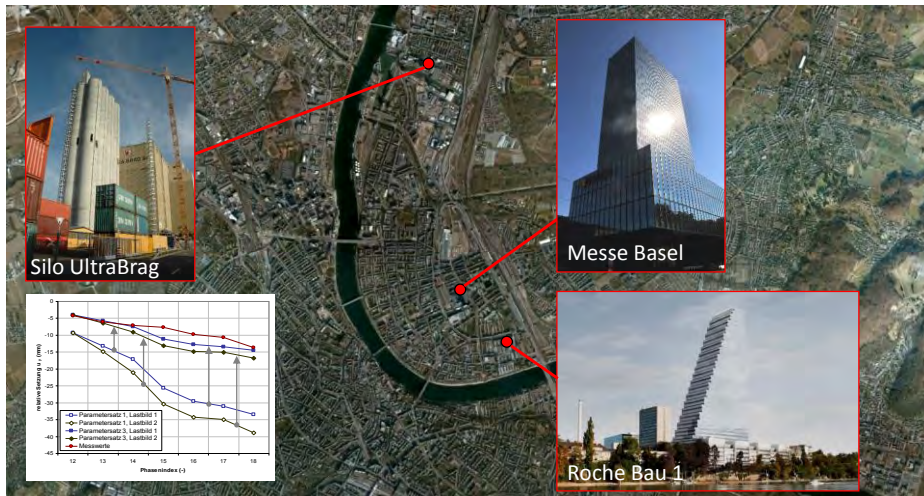 Silo UltraBrag
Messe Basel
Roche Bau 1
relative Setzung u y (mm)
0
-5
-10
-15
-20
-25
-30
-35
-40
-45
Parametersatz 1, Lastbild 1
Parametersatz 1, Lastbild 2
Parametersatz 3, Lastbild 1
Parametersatz 3, Lastbild 2
Messwerte
12 13 14 15 16 17 18
Phasenindex (-)